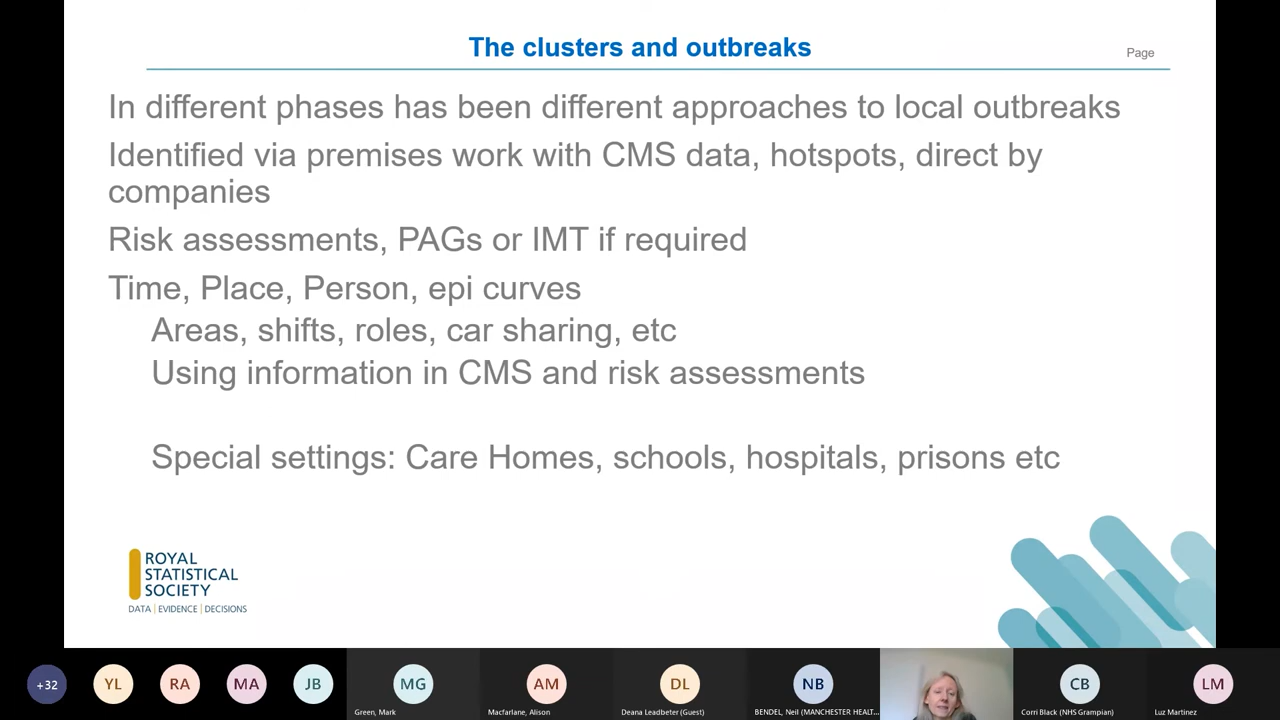 The clusters and outbreaks
Page
In different phases has been different approaches to local outbreaks
Identified via premises work with CMS data, hotspots, direct by
companies
Risk assessments, PAGs or IMT if required
Time, Place, Person, epi curves
Areas, shifts, roles, car sharing, etc
Using information in CMS and risk assessments
Special settings: Care Homes, schools, hospitals, prisons etc
ROYAL
STATISTICAL
SOCIETY
DATA | EVIDENCE | DECISIONS
+32
YL
RA
MA
JB
MG
AM
DL
NB
CB
LM
Green, Mark
Macfarlane, Alison
Deana Leadbeter (Guest)
BENDEL, Neil (MANCHESTER HEALT...
Corri Black (NHS Grampian)
Luz Martinez